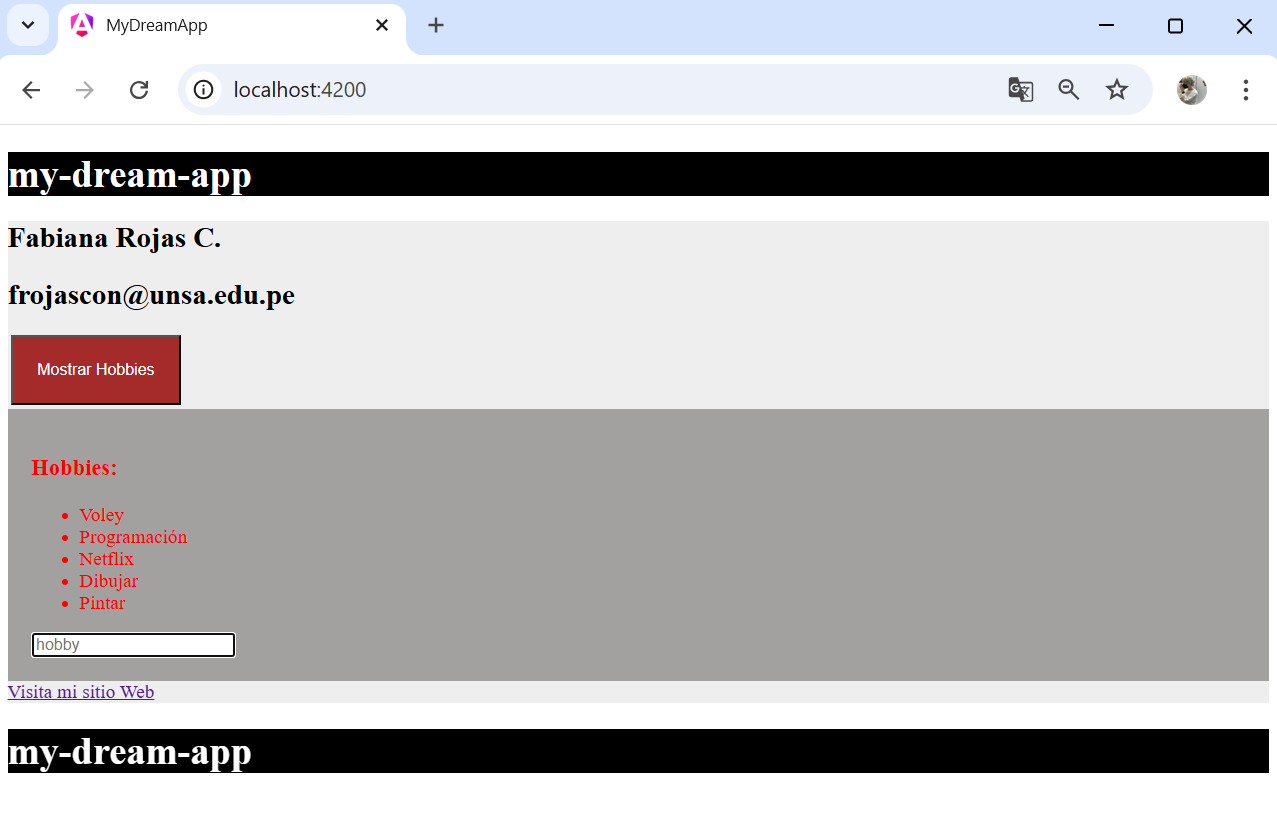 MyDreamApp
localhost:4200
my-dream-app
Fabiana Rojas C.
frojascon@unsa.edu.pe
Mostrar Hobbies
Hobbies:
Voley
Programación
Netflix
Dibujar
Pintar
hobby
Visita mi sitio Web
my-dream-app